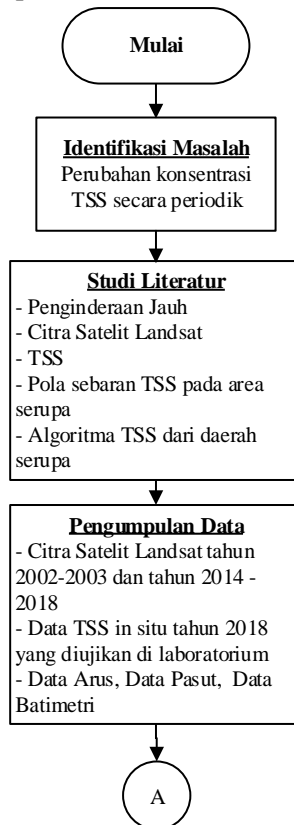 Mulai
Identifikasi Masalah
Perubahan konsentrasi
TSS secara periodik
Studi Literatur
- Penginderaan Jauh
- Citra Satelit Landsat
- TSS
- Pola sebaran TSS pada area
serupa
- Algoritma TSS dari daerah
serupa
Pengumpulan Data
- Citra Satelit Landsat tahun
2002-2003 dan tahun 2014 -
2018
- Data TSS in situ tahun 2018
yang diujikan di laboratorium
- Data Arus, Data Pasut, Data
Batimetri
A